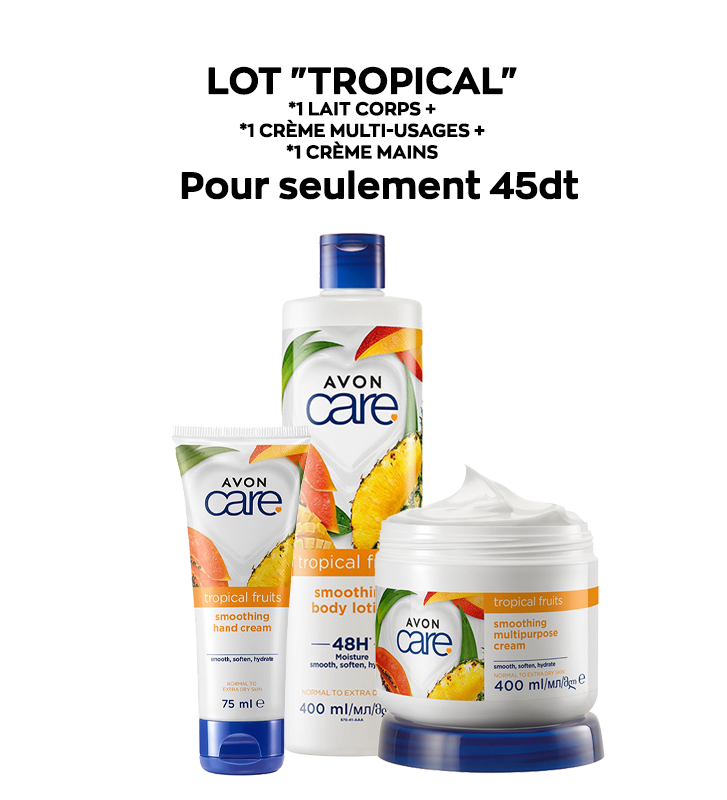 LOT "TROPICAL"
*1 LAIT CORPS +
*1 CRÈME MULTI-USAGES +
*1 CRÈME MAINS
Pour seulement 45dt
AVON
care
tropical fruits
smoothing
hand cream
smooth, soften, hydrate
NORMAL TO
EXTRA DRY SKIN
75 ml ℮
AVON
care
tropical
smoothi
body loti
48H
Moisture
smooth, soften,
NORMAL TO EXTRA
400 ml/мл/მლ
AVON
care
tropical fruits
smoothing
multipurpose
cream
smooth, soften, hydrate
NORMAL TO EXTRA DRY SKIN
400 ml/мл/მლ ℮